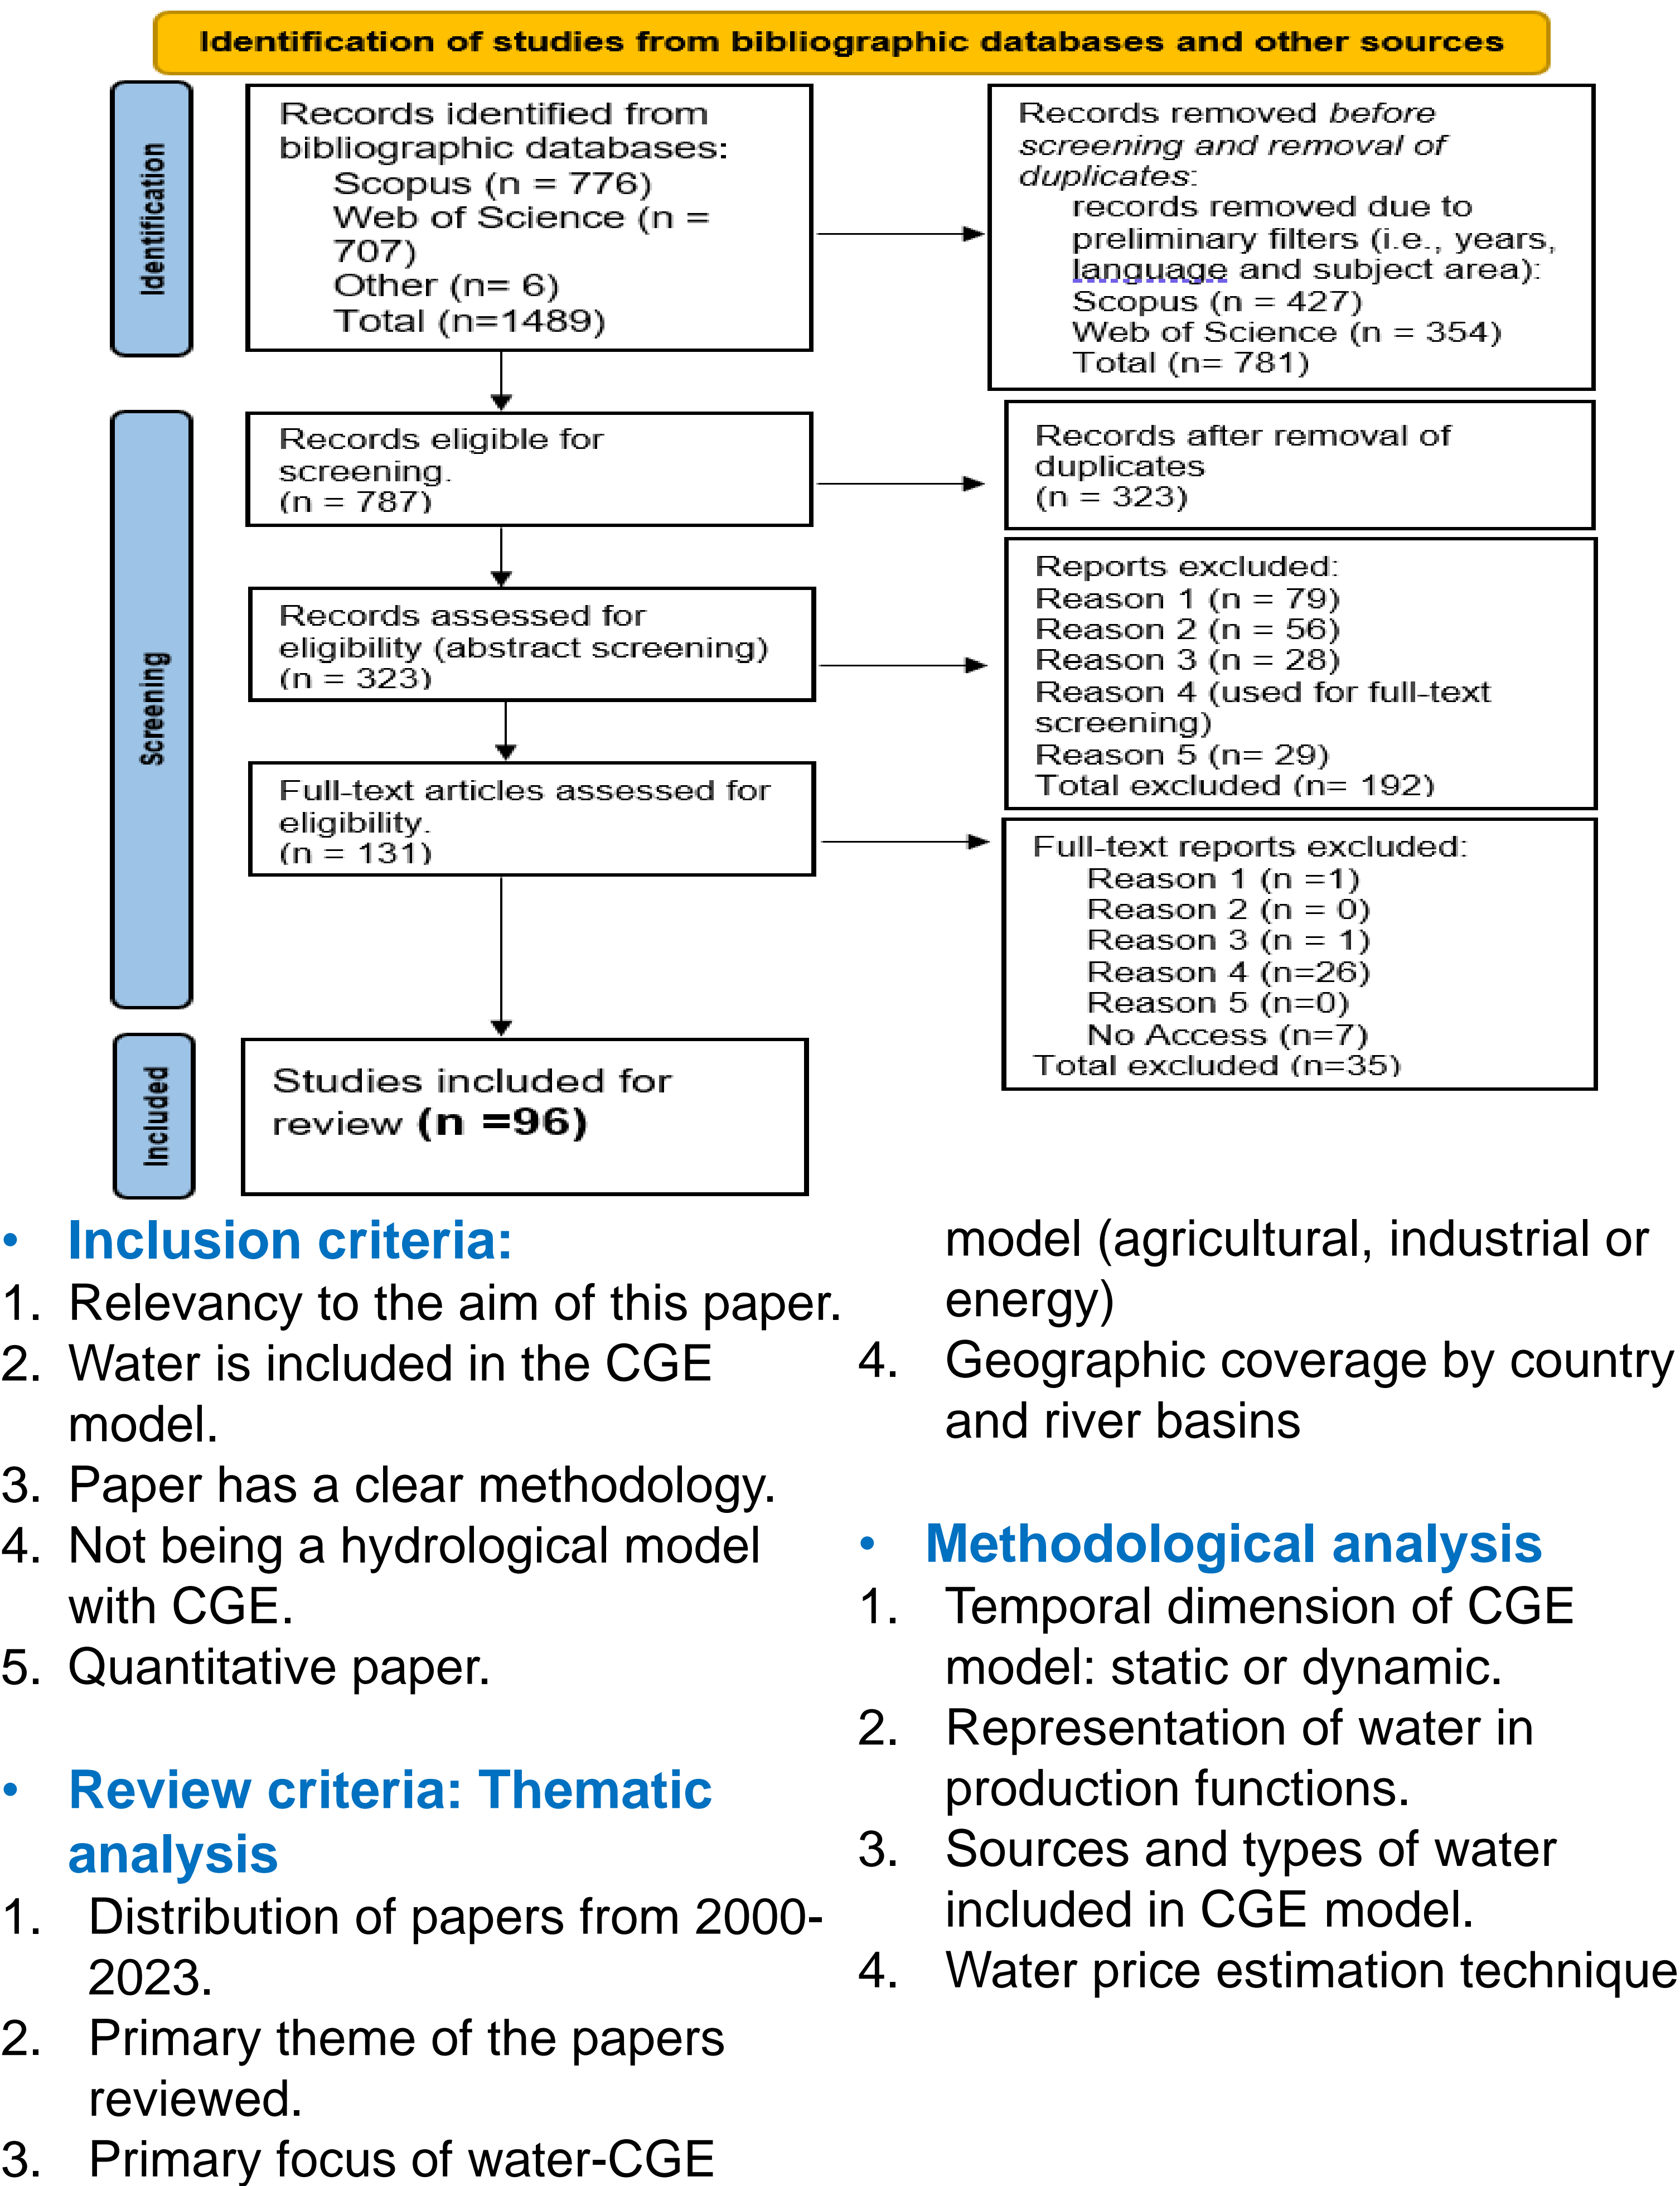 Identification of studies from bibliographic databases and other sources
Identification
Records identified from
bibliographic databases:
Scopus (n = 776)
Web of Science (n =
707)
Other (n= 6)
Total (n=1489)
Records removed before
screening and removal of
duplicates:
records removed due to
preliminary filters (i.e., years,
language and subject area):
Scopus (n = 427)
Web of Science (n = 354)
Total (n= 781)
Screening
Records eligible for
screening.
(n = 787)
Records after removal of
duplicates
(n = 323)
Records assessed for
eligibility (abstract screening)
(n = 323)
Reports excluded:
Reason 1 (n = 79)
Reason 2 (n = 56)
Reason 3 (n = 28)
Reason 4 (used for full-text
screening)
Reason 5 (n= 29)
Total excluded (n= 192)
Full-text articles assessed for
eligibility.
(n = 131)
Full-text reports excluded:
Reason 1 (n =1)
Reason 2 (n = 0)
Reason 3 (n = 1)
Reason 4 (n=26)
Reason 5 (n=0)
No Access (n=7)
Total excluded (n=35)
Included
Studies included for
review (n =96)
• Inclusion criteria:
1. Relevancy to the aim of this paper.
2. Water is included in the CGE
model.
3. Paper has a clear methodology.
4. Not being a hydrological model
with CGE.
5. Quantitative paper.
• Review criteria: Thematic
analysis
1. Distribution of papers from 2000-
2023.
2. Primary theme of the papers
reviewed.
3. Primary focus of water-CGE
model (agricultural, industrial or
energy)
4. Geographic coverage by country
and river basins
• Methodological analysis
1. Temporal dimension of CGE
model: static or dynamic.
2. Representation of water in
production functions.
3. Sources and types of water
included in CGE model.
4. Water price estimation technique